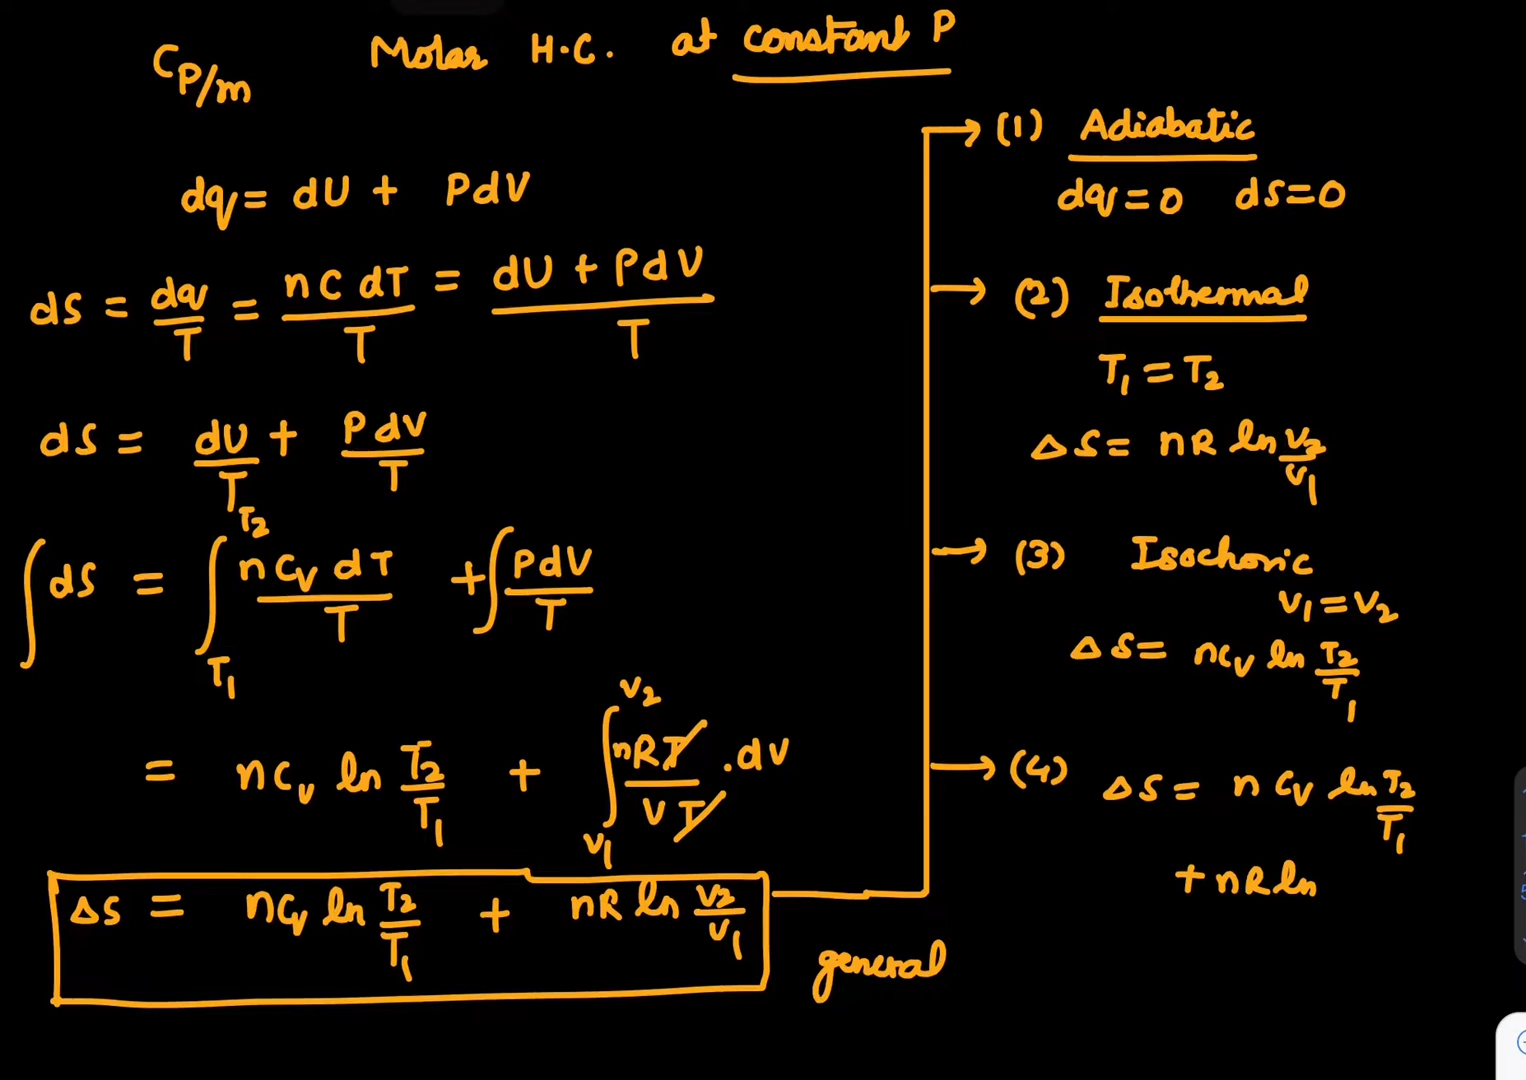 C_P/m Molar H.C. at constant P
dq = dU + PdV
dS = dq/T = nCdT/T = (dU + PdV)/T
dS = dU/T + PdV/T
∫dS = ∫_{T1}^{T2} nCv dT/T + ∫PdV/T
= nCv ln T2/T1 + ∫_{V1}^{V2} nRT/VT .dV
ΔS = nCv ln T2/T1 + nR ln V2/V1
general
→ (1) Adiabatic
dq = 0 dS = 0
→ (2) Isothermal
T1 = T2
ΔS = nR ln V2/V1
→ (3) Isochoric
V1 = V2
ΔS = nCv ln T2/T1
→ (4) ΔS = nCv ln T2/T1
+ nR ln